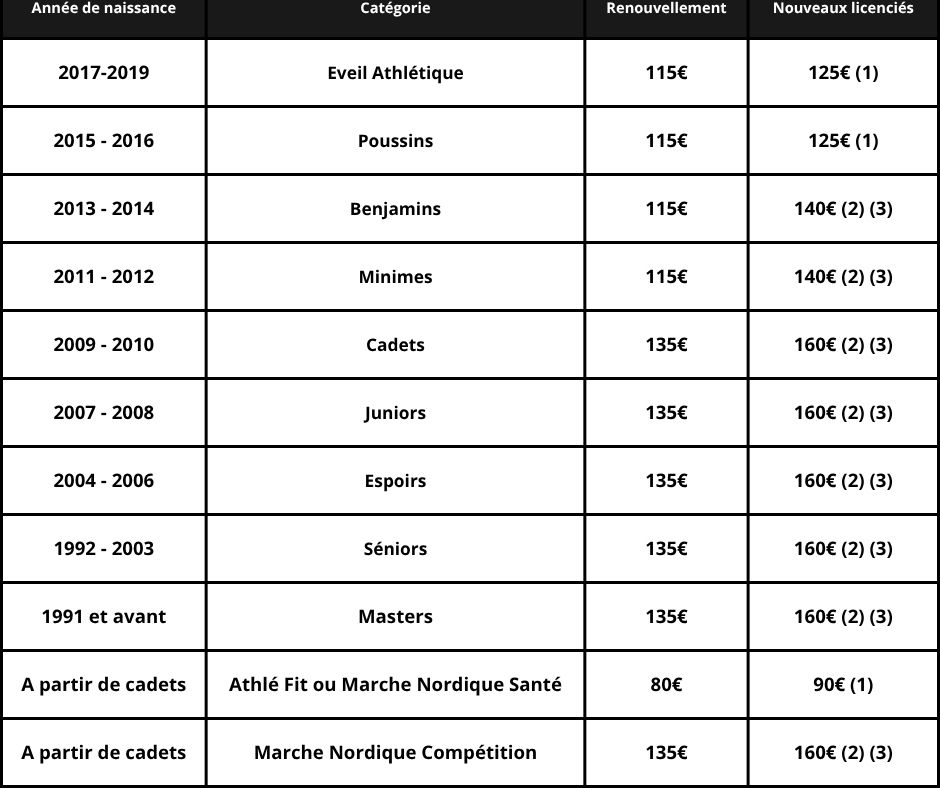 Année de naissance Catégorie Renouvellement Nouveaux licenciés
2017-2019 Eveil Athlétique 115€ 125€ (1)
2015 - 2016 Poussins 115€ 125€ (1)
2013 - 2014 Benjamins 115€ 140€ (2) (3)
2011 - 2012 Minimes 115€ 140€ (2) (3)
2009 - 2010 Cadets 135€ 160€ (2) (3)
2007 - 2008 Juniors 135€ 160€ (2) (3)
2004 - 2006 Espoirs 135€ 160€ (2) (3)
1992 - 2003 Séniors 135€ 160€ (2) (3)
1991 et avant Masters 135€ 160€ (2) (3)
A partir de cadets Athlé Fit ou Marche Nordique Santé 80€ 90€ (1)
A partir de cadets Marche Nordique Compétition 135€ 160€ (2) (3)